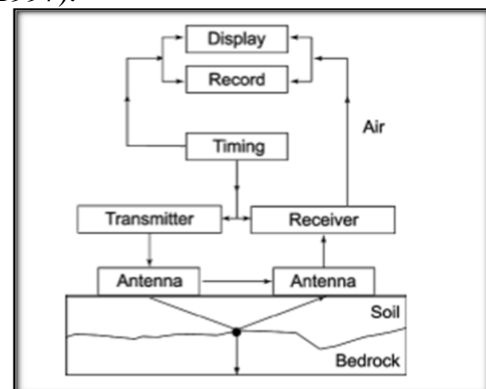 Display
Record
Air
Timing
Transmitter Receiver
Antenna Antenna
Soil
Bedrock